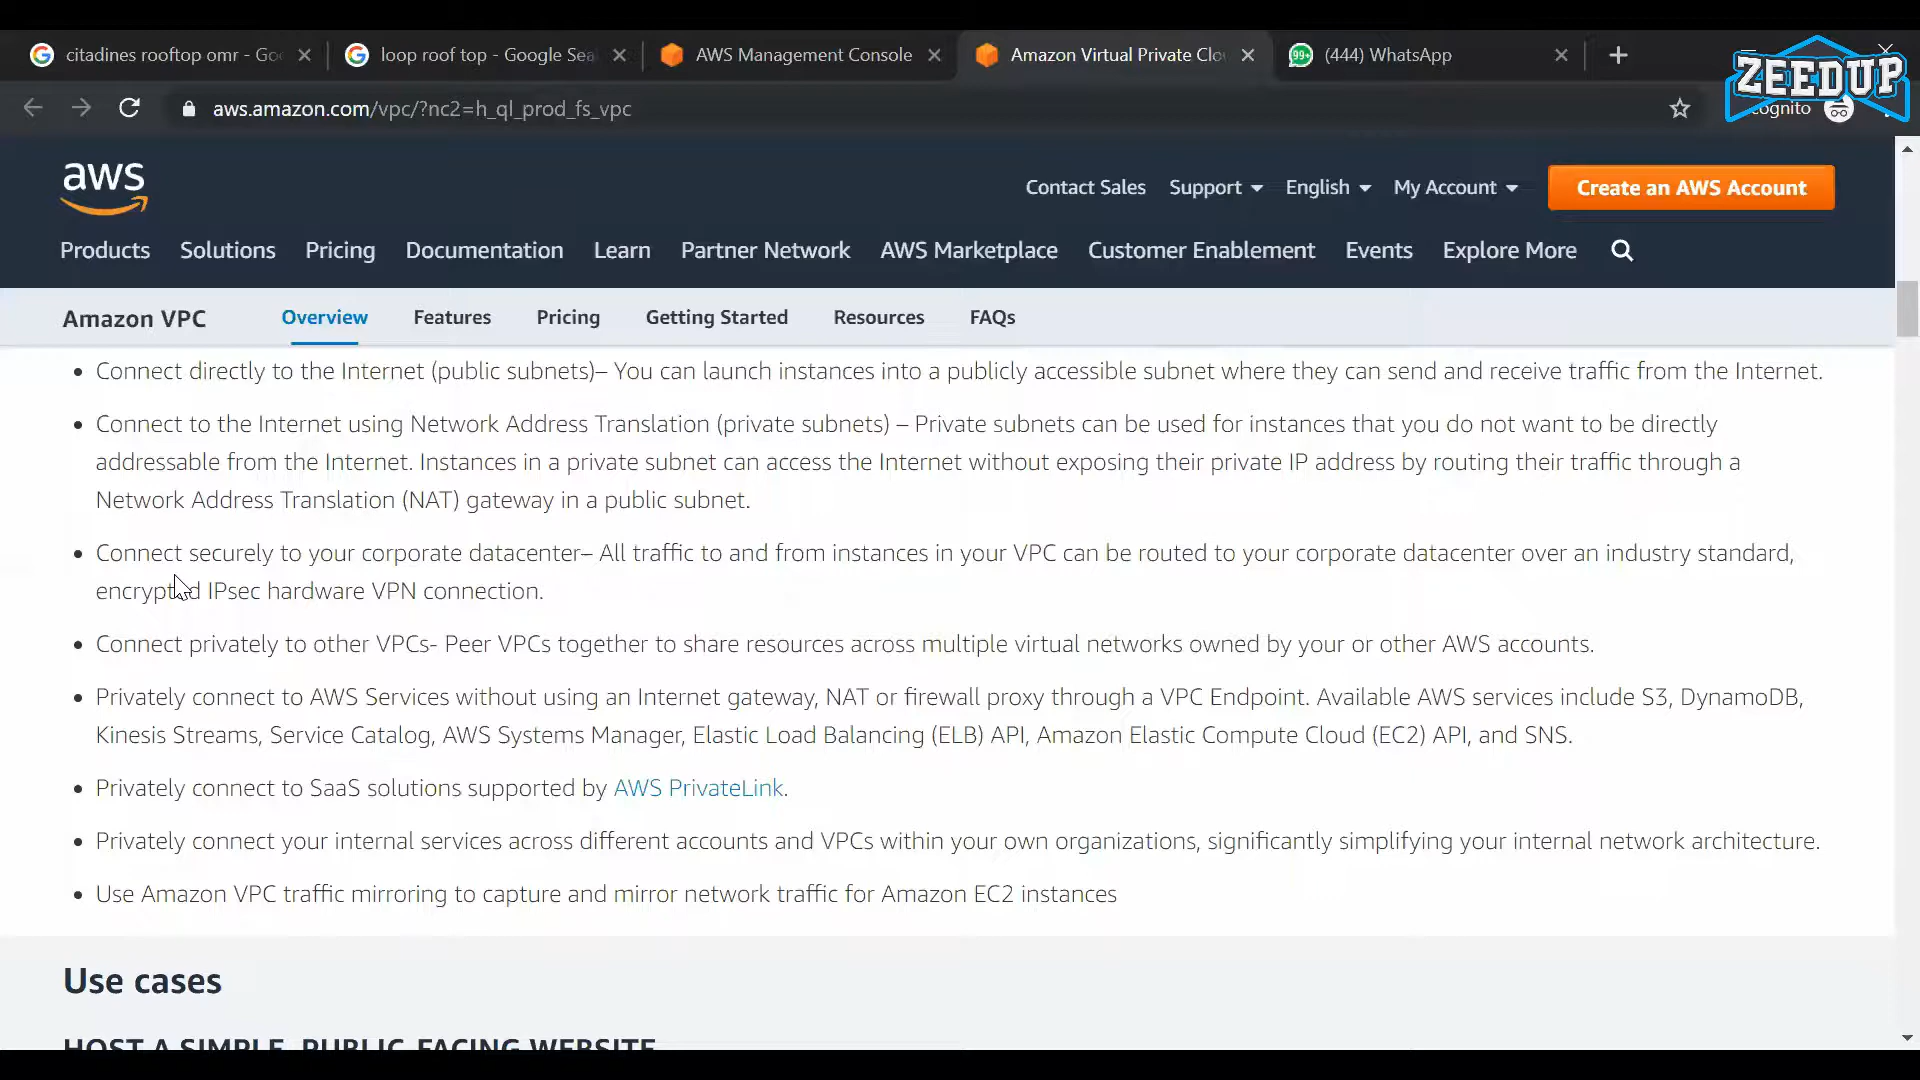 citadines rooftop omr - Go
loop roof top - Google Sea
AWS Management Console
Amazon Virtual Private Clo
99+
(444) WhatsApp
ZEEDUP
aws.amazon.com/vpc/?nc2=h_ql_prod_fs_vpc
cognito
aws
Contact Sales
Support
English
My Account
Create an AWS Account
Products
Solutions
Pricing
Documentation
Learn
Partner Network
AWS Marketplace
Customer Enablement
Events
Explore More
Amazon VPC
Overview
Features
Pricing
Getting Started
Resources
FAQs
• Connect directly to the Internet (public subnets)– You can launch instances into a publicly accessible subnet where they can send and receive traffic from the Internet.
• Connect to the Internet using Network Address Translation (private subnets) – Private subnets can be used for instances that you do not want to be directly
addressable from the Internet. Instances in a private subnet can access the Internet without exposing their private IP address by routing their traffic through a
Network Address Translation (NAT) gateway in a public subnet.
• Connect securely to your corporate datacenter– All traffic to and from instances in your VPC can be routed to your corporate datacenter over an industry standard,
encrypted IPsec hardware VPN connection.
• Connect privately to other VPCs- Peer VPCs together to share resources across multiple virtual networks owned by your or other AWS accounts.
• Privately connect to AWS Services without using an Internet gateway, NAT or firewall proxy through a VPC Endpoint. Available AWS services include S3, DynamoDB,
Kinesis Streams, Service Catalog, AWS Systems Manager, Elastic Load Balancing (ELB) API, Amazon Elastic Compute Cloud (EC2) API, and SNS.
• Privately connect to SaaS solutions supported by AWS PrivateLink.
• Privately connect your internal services across different accounts and VPCs within your own organizations, significantly simplifying your internal network architecture.
• Use Amazon VPC traffic mirroring to capture and mirror network traffic for Amazon EC2 instances
Use cases
HOST A SIMPLE, PUBLIC-FACING WEBSITE